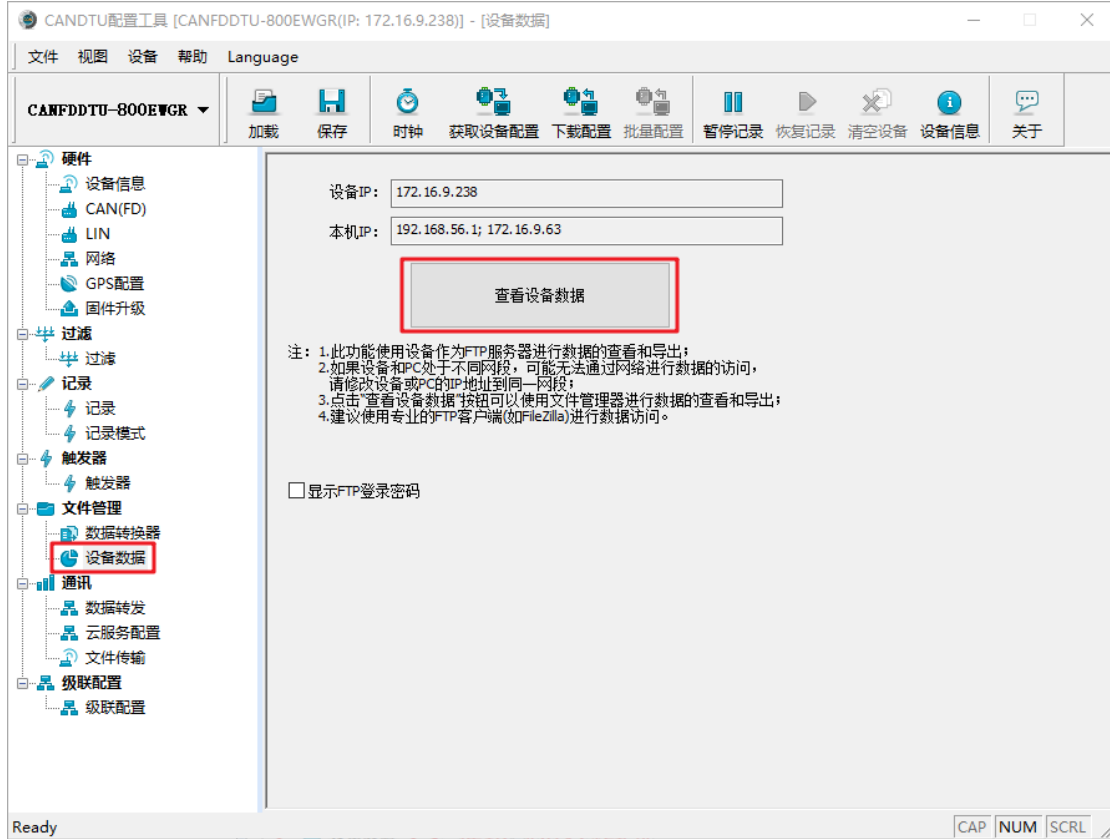 CANDTU配置工具 [CANFDDTU-800EWGR(IP: 172.16.9.238)] - [设备数据]
文件 视图 设备 帮助 Language
CANFDDTU-800EWGR
加载 保存 时钟 获取设备配置 下载配置 批量配置 暂停记录 恢复记录 清空设备 设备信息 关于
硬件
设备信息
CAN(FD)
LIN
网络
GPS配置
固件升级
过滤
过滤
记录
记录
记录模式
触发器
触发器
文件管理
数据转换器
设备数据
通讯
数据转发
云服务配置
文件传输
级联配置
级联配置
设备IP: 172.16.9.238
本机IP: 192.168.56.1; 172.16.9.63
查看设备数据
注: 1.此功能使用设备作为FTP服务器进行数据的查看和导出;
2.如果设备和PC处于不同网段，可能无法通过网络进行数据的访问，
请修改设备或PC的IP地址到同一网段;
3.点击"查看设备数据"按钮可以使用文件管理器进行数据的查看和导出;
4.建议使用专业的FTP客户端(如FileZilla)进行数据访问。
显示FTP登录密码
Ready
CAP NUM SCRL